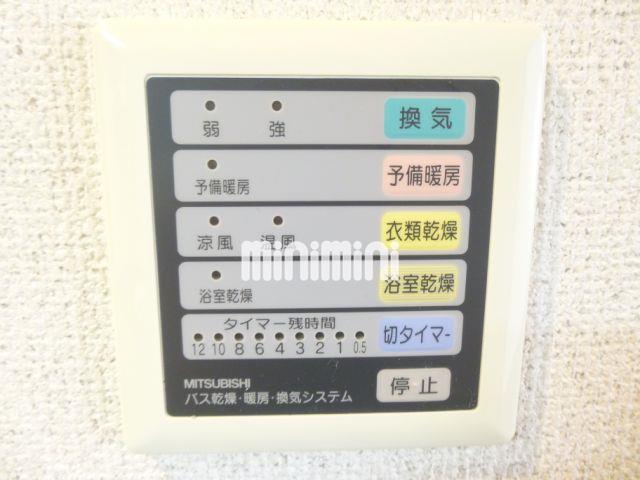 弱 強 換気
予備暖房 予備暖房
涼風 温風 衣類乾燥
minimini
浴室乾燥 浴室乾燥
タイマー残時間
12 10 8 6 4 3 2 1 0.5 切タイマー
MITSUBISHI 停止
バス乾燥・暖房・換気システム